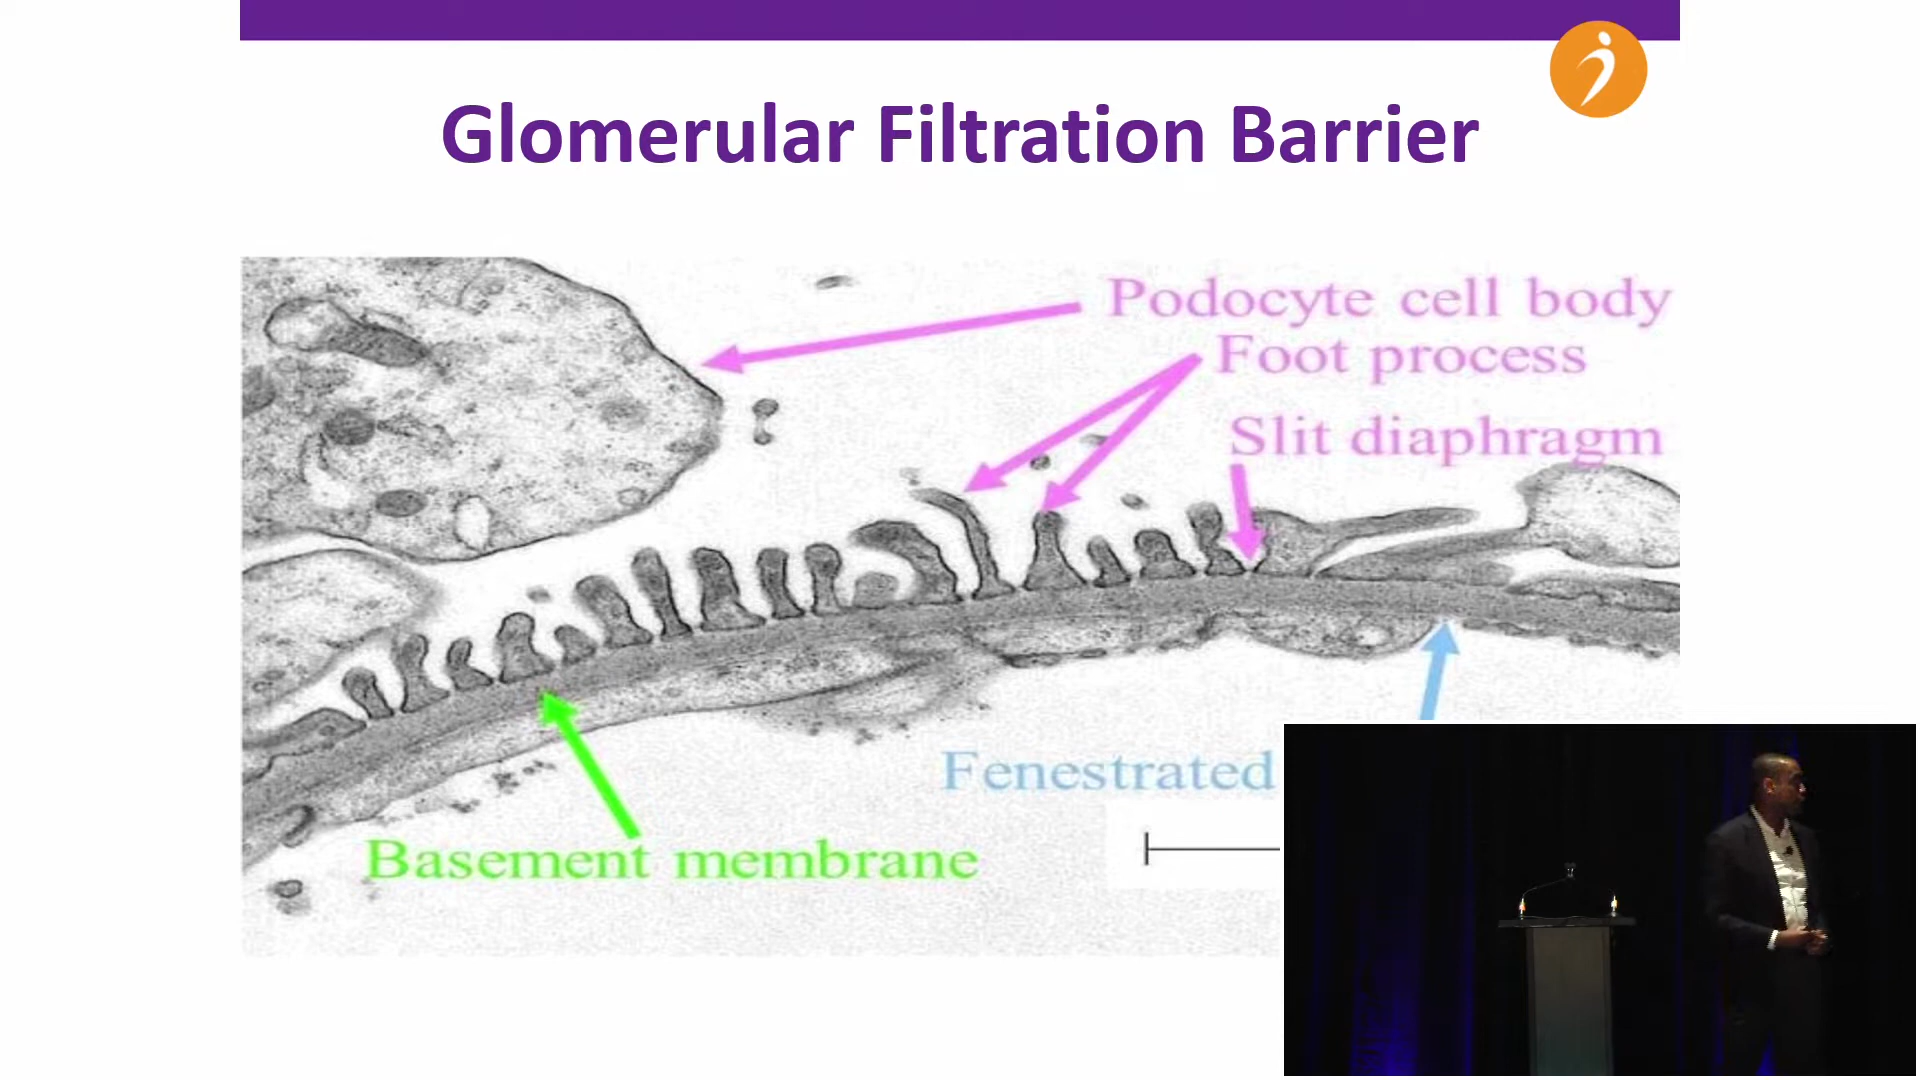 Glomerular Filtration Barrier
Podocyte cell body
Foot process
Slit diaphragm
Fenestrated
Basement membrane